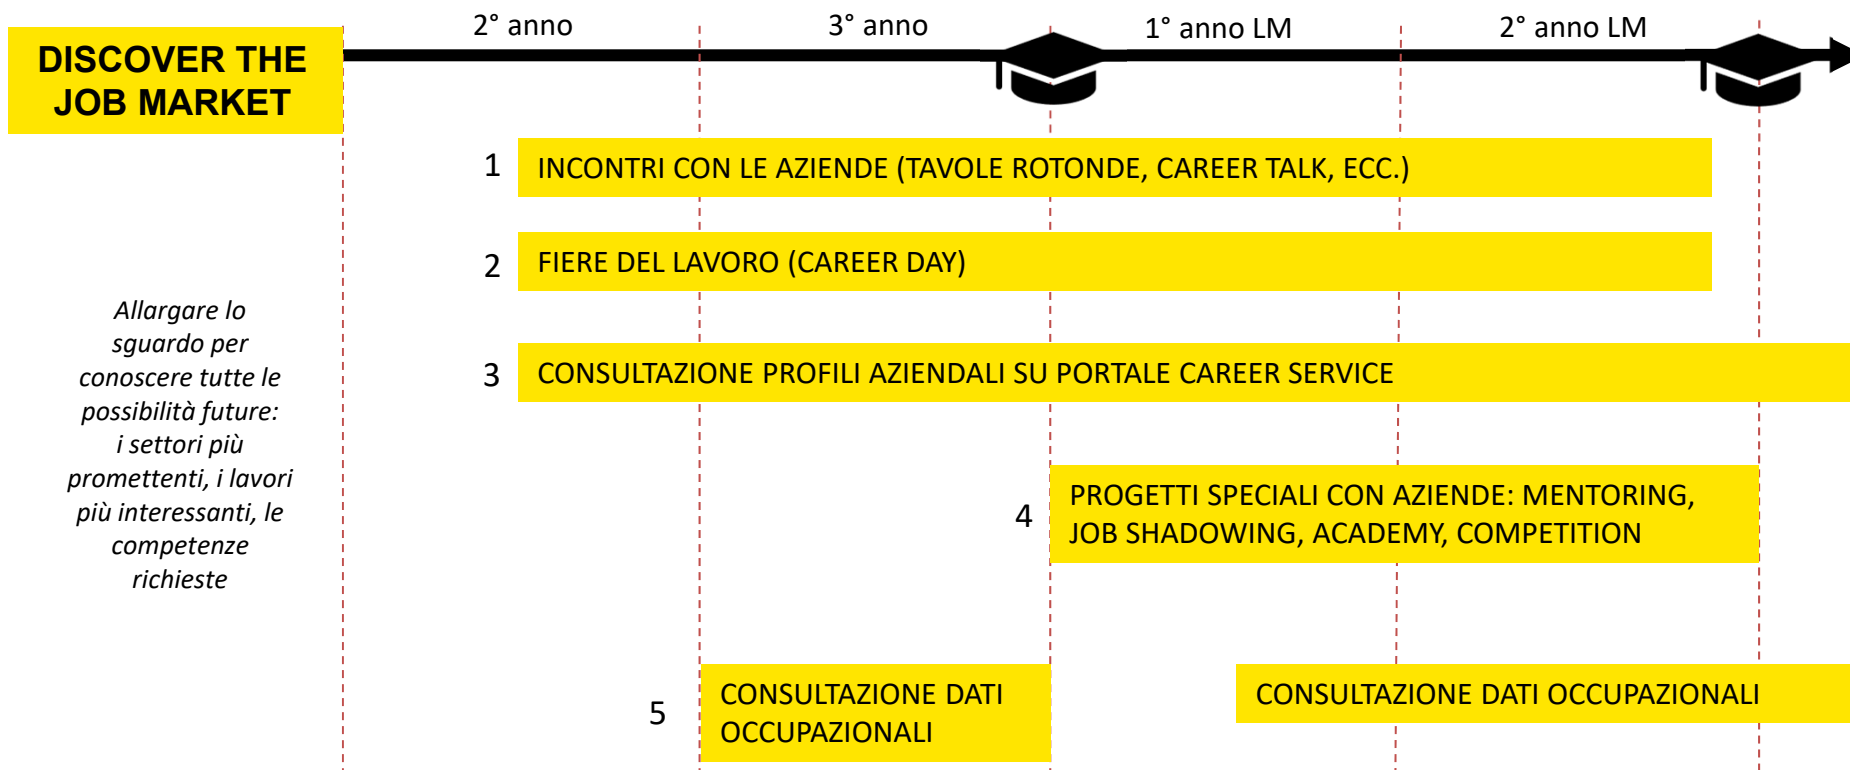 2° anno
3° anno
1° anno LM
2° anno LM
DISCOVER THE
JOB MARKET
1
INCONTRI CON LE AZIENDE (TAVOLE ROTONDE, CAREER TALK, ECC.)
2
FIERE DEL LAVORO (CAREER DAY)
Allargare lo
sguardo per
conoscere tutte le
possibilità future:
i settori più
promettenti, i lavori
più interessanti, le
competenze
richieste
3
CONSULTAZIONE PROFILI AZIENDALI SU PORTALE CAREER SERVICE
4
PROGETTI SPECIALI CON AZIENDE: MENTORING,
JOB SHADOWING, ACADEMY, COMPETITION
5
CONSULTAZIONE DATI
OCCUPAZIONALI
CONSULTAZIONE DATI OCCUPAZIONALI